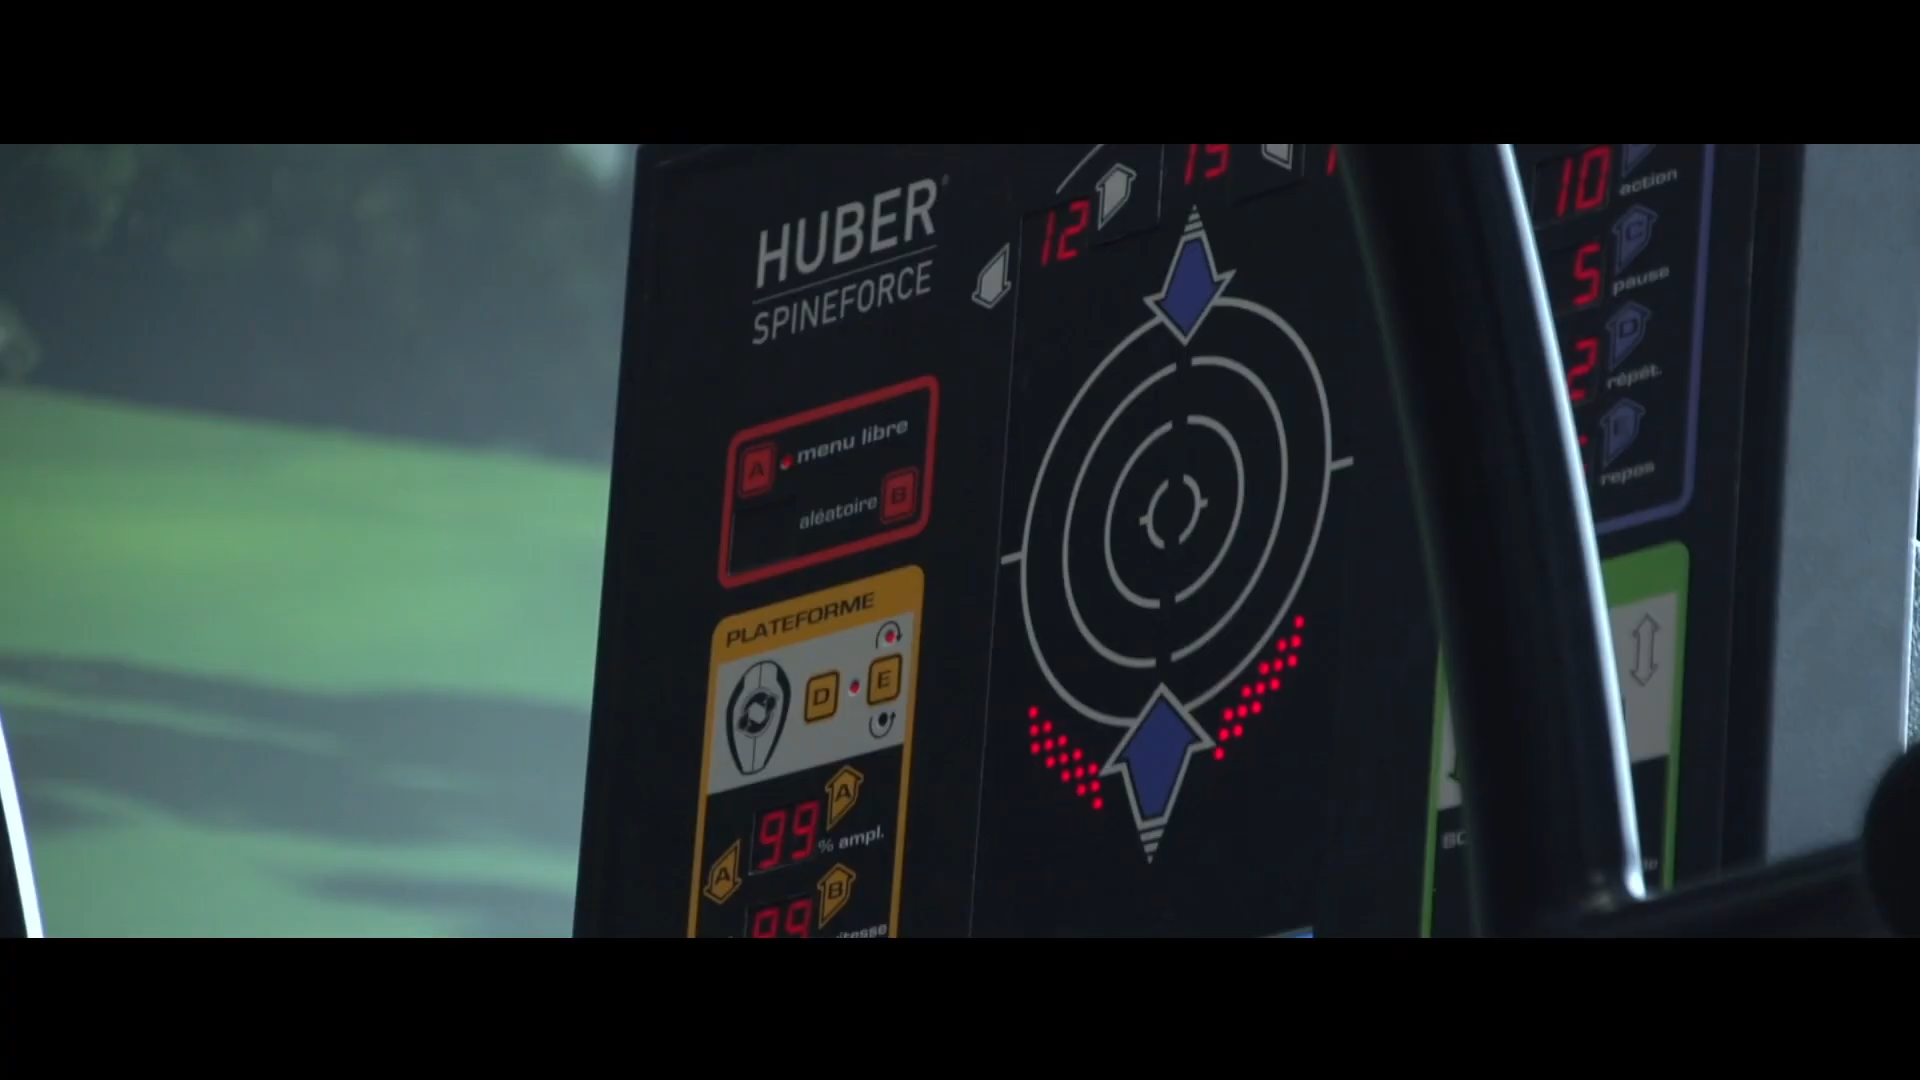 HUBER
SPINEFORCE
12
15
A menu libre
aléatoire B
PLATEFORME
D E
A
99 % ampl.
A
B
99
10 action
C
5 pause
D
2 répét.
E
repos